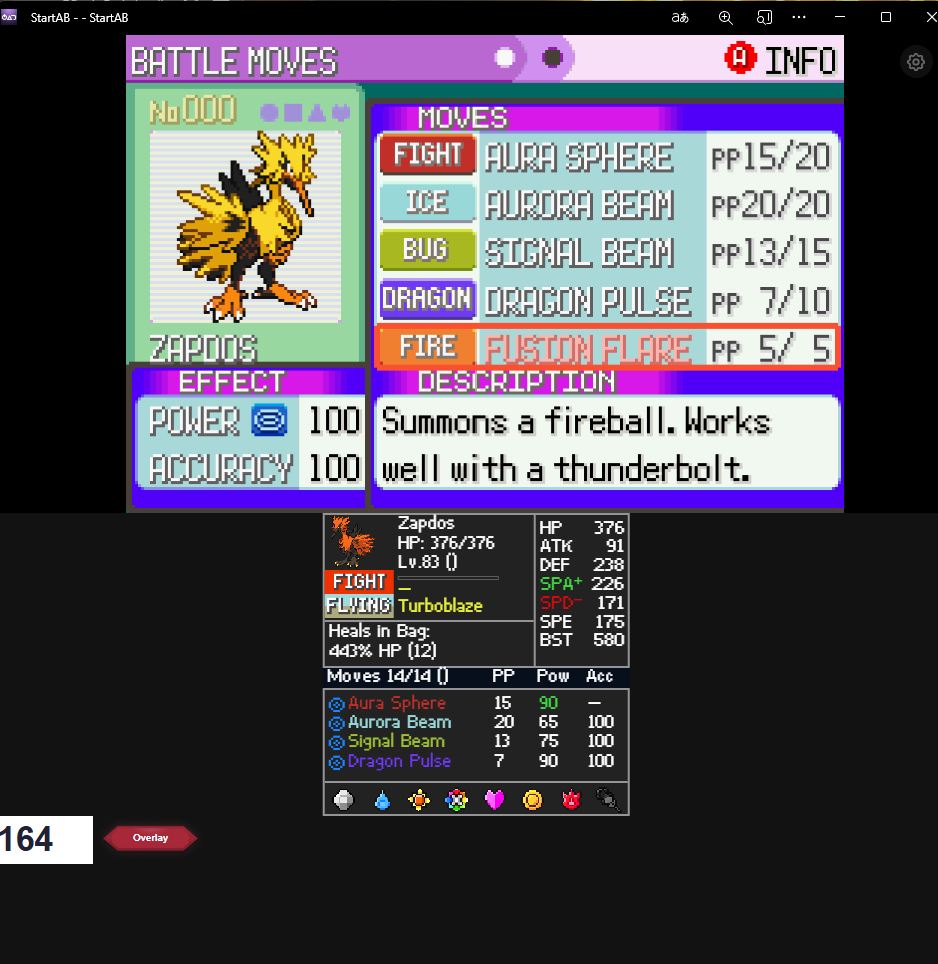 StartAB - - StartAB
aあ
BATTLE MOVES
A INFO
No000
MOVES
FIGHT AURA SPHERE PP15/20
ICE AURORA BEAM PP20/20
BUG SIGNAL BEAM PP13/15
DRAGON DRAGON PULSE PP 7/10
FIRE FUSION FLARE PP 5/ 5
ZAPDOS
EFFECT
POWER 100
ACCURACY 100
DESCRIPTION
Summons a fireball. Works
well with a thunderbolt.
Zapdos
HP: 376/376
Lv.83 ()
FIGHT
FLYING
—
Turboblaze
Heals in Bag:
443% HP (12)
HP 376
ATK 91
DEF 238
SPA+ 226
SPD- 171
SPE 175
BST 580
Moves 14/14 () PP Pow Acc
Aura Sphere 15 90 —
Aurora Beam 20 65 100
Signal Beam 13 75 100
Dragon Pulse 7 90 100
164
Overlay